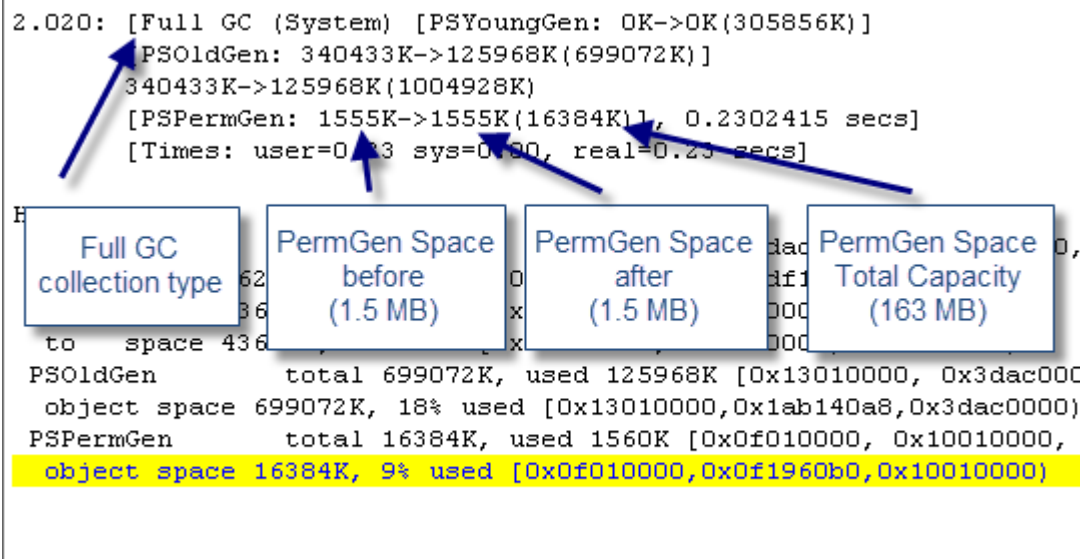 2.020: [Full GC (System) [PSYoungGen: 0K->0K(305856K)]
[PSOldGen: 340433K->125968K(699072K)]
340433K->125968K(1004928K)
[PSPermGen: 1555K->1555K(16384K)], 0.2302415 secs]
[Times: user=0.23 sys=0.00, real=0.23 secs]
H
Full GC
collection type
PermGen Space
before
(1.5 MB)
PermGen Space
after
(1.5 MB)
PermGen Space
Total Capacity
(163 MB)
to space 436
PSOldGen total 699072K, used 125968K [0x13010000, 0x3dac000
object space 699072K, 18% used [0x13010000,0x1ab140a8,0x3dac0000)
PSPermGen total 16384K, used 1560K [0x0f010000, 0x10010000,
object space 16384K, 9% used [0x0f010000,0x0f1960b0,0x10010000)